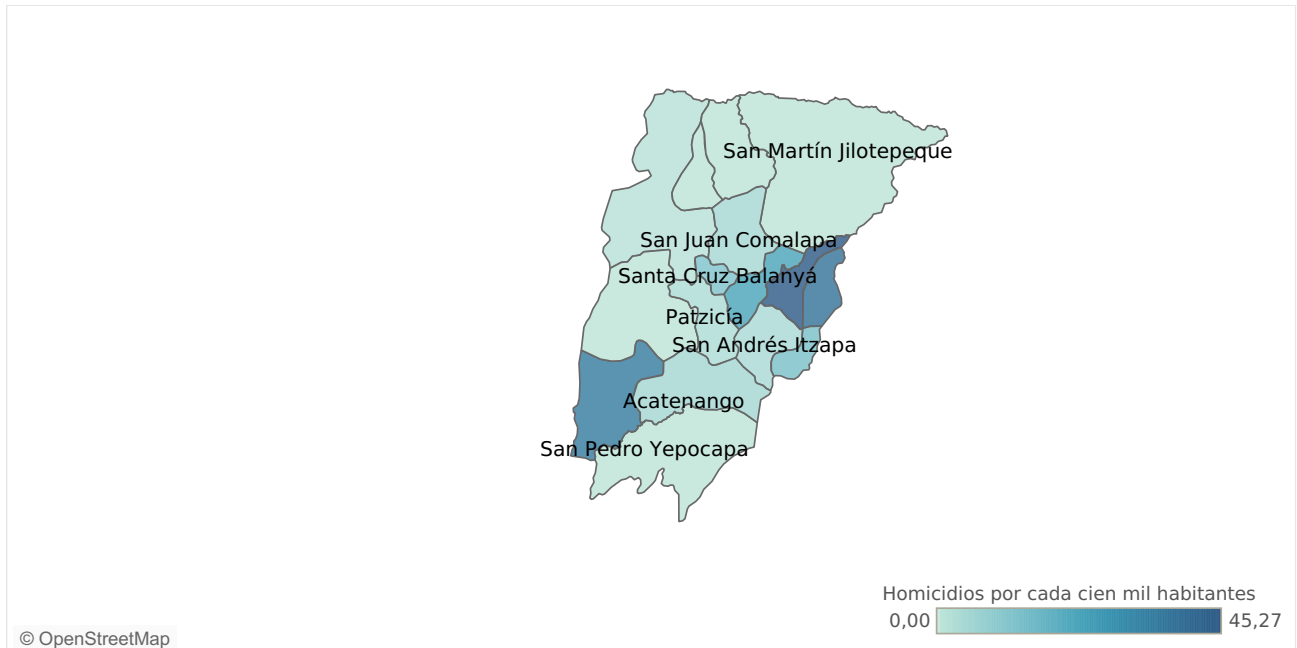 San Martín Jilotepeque
San Juan Comalapa
Santa Cruz Balanyá
Patzicía
San Andrés Itzapa
Acatenango
San Pedro Yepocapa
Homicidios por cada cien mil habitantes
0,00 45,27
© OpenStreetMap